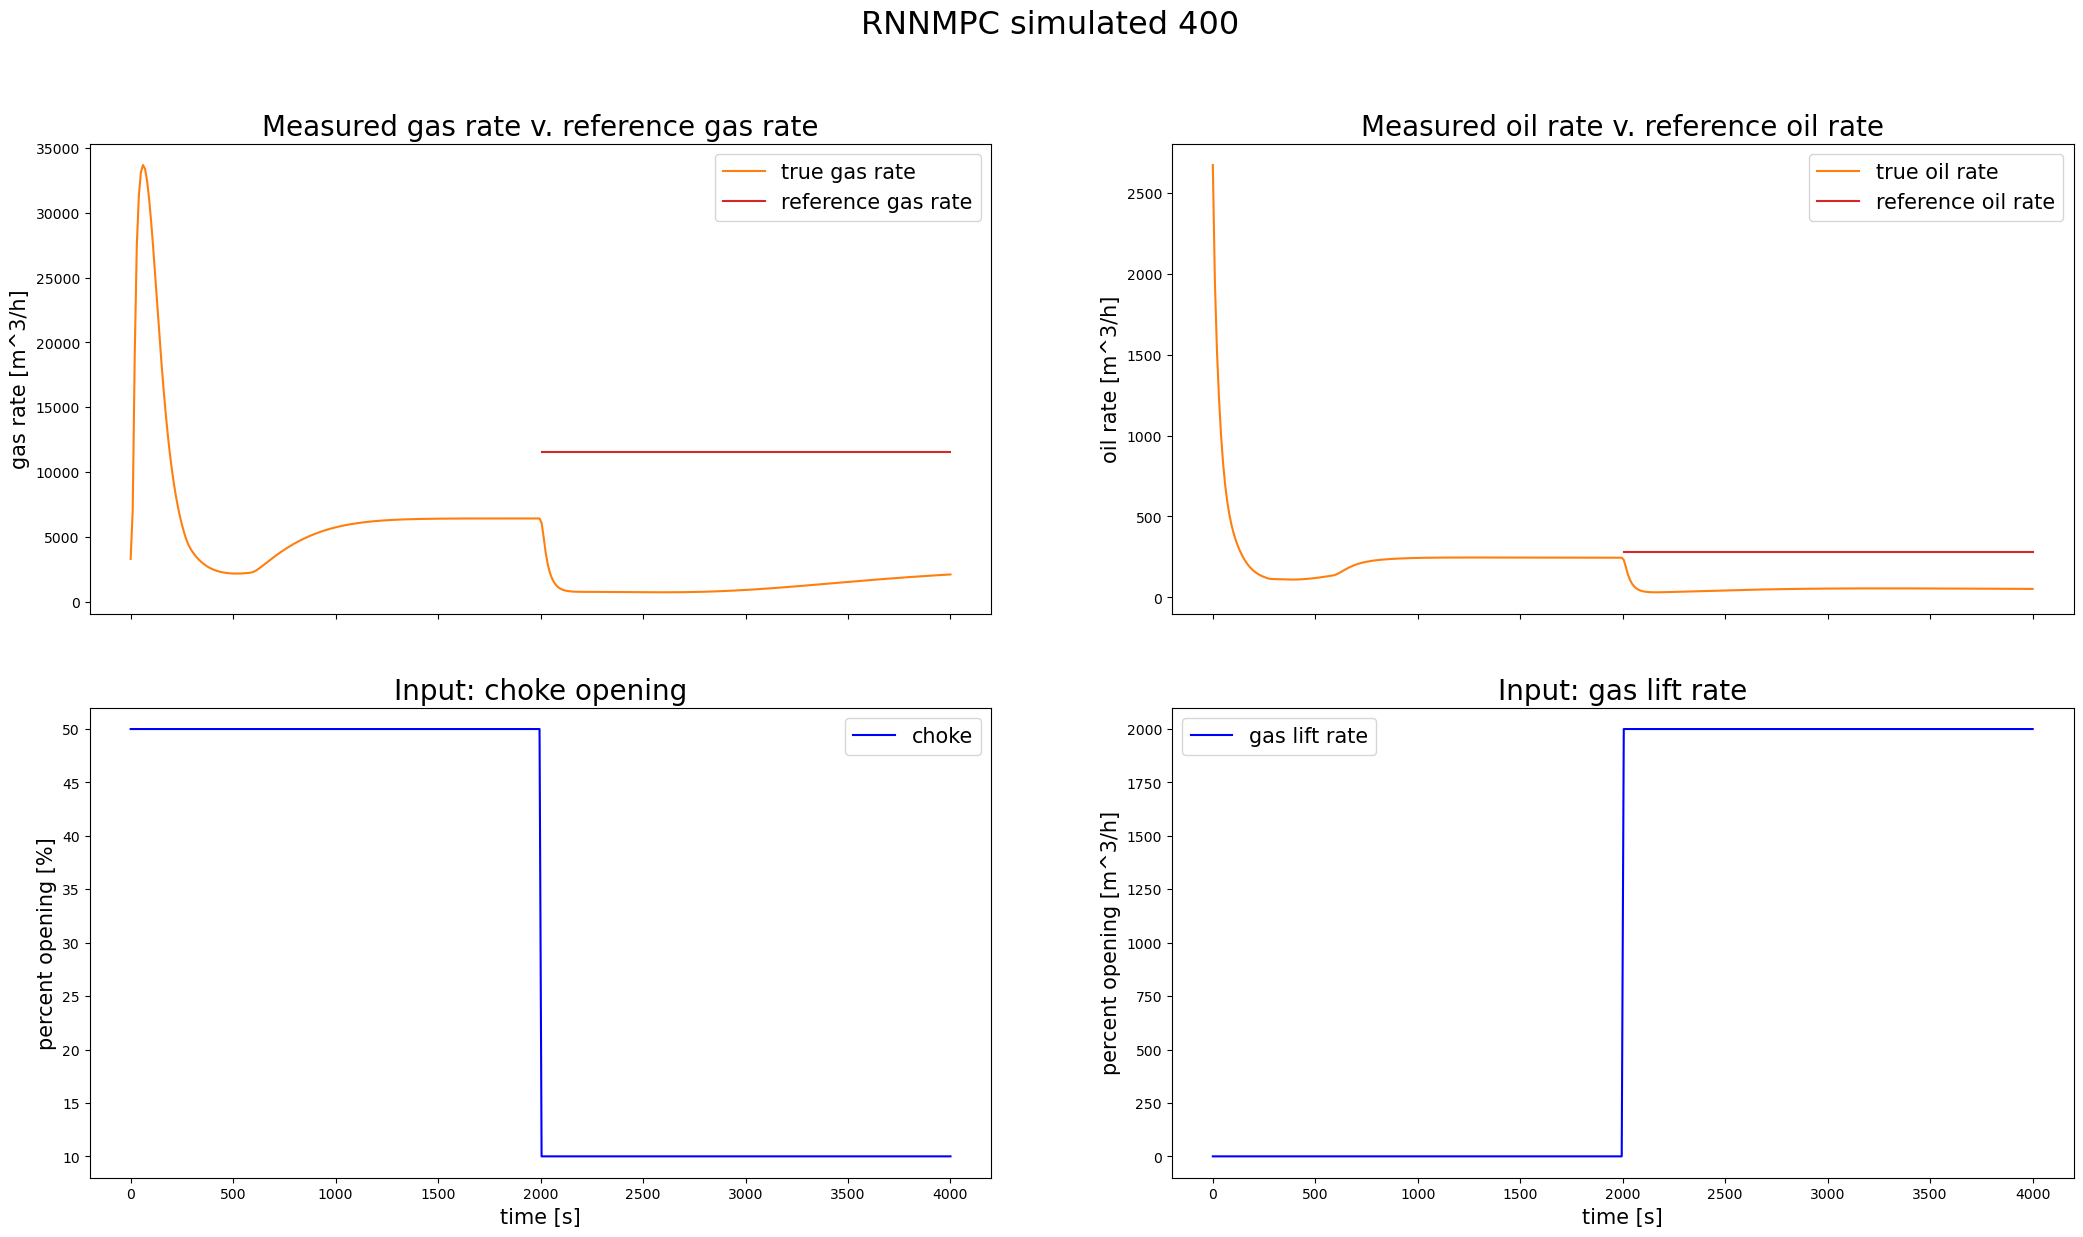 RNNMPC simulated 400
Measured gas rate v. reference gas rate
35000
30000
25000
20000
15000
10000
5000
0
gas rate [m^3/h]
true gas rate
reference gas rate
Measured oil rate v. reference oil rate
2500
2000
1500
1000
500
0
oil rate [m^3/h]
true oil rate
reference oil rate
Input: choke opening
50
45
40
35
30
25
20
15
10
percent opening [%]
choke
0 500 1000 1500 2000 2500 3000 3500 4000
time [s]
Input: gas lift rate
2000
1750
1500
1250
1000
750
500
250
0
percent opening [m^3/h]
gas lift rate
0 500 1000 1500 2000 2500 3000 3500 4000
time [s]